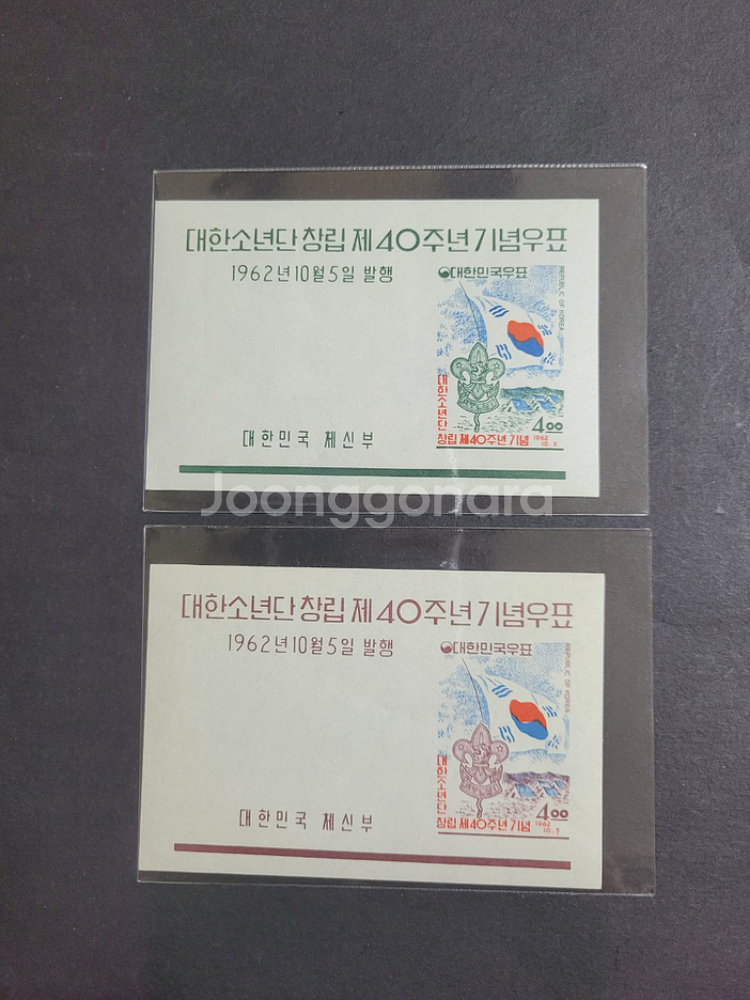 대한소년단 창립 제40주년 기념우표
1962년 10월 5일 발행
대한민국우표
REPUBLIC OF KOREA
대한소년단
창립 제40주년 기념
1962
10. 5
4.00
대한민국 체신부
Joonggonara
대한소년단 창립 제40주년 기념우표
1962년 10월 5일 발행
대한민국우표
REPUBLIC OF KOREA
대한소년단
창립 제40주년 기념
1962
10. 5
4.00
대한민국 체신부